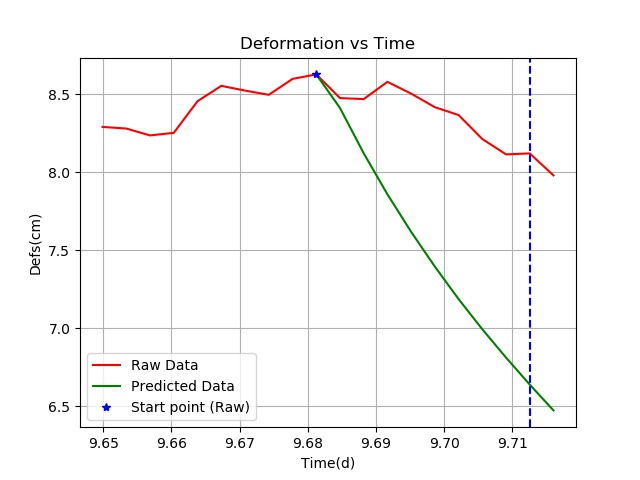 Deformation vs Time
Defs(cm)
8.5
8.0
7.5
7.0
6.5
Raw Data
Predicted Data
Start point (Raw)
9.65 9.66 9.67 9.68 9.69 9.70 9.71
Time(d)